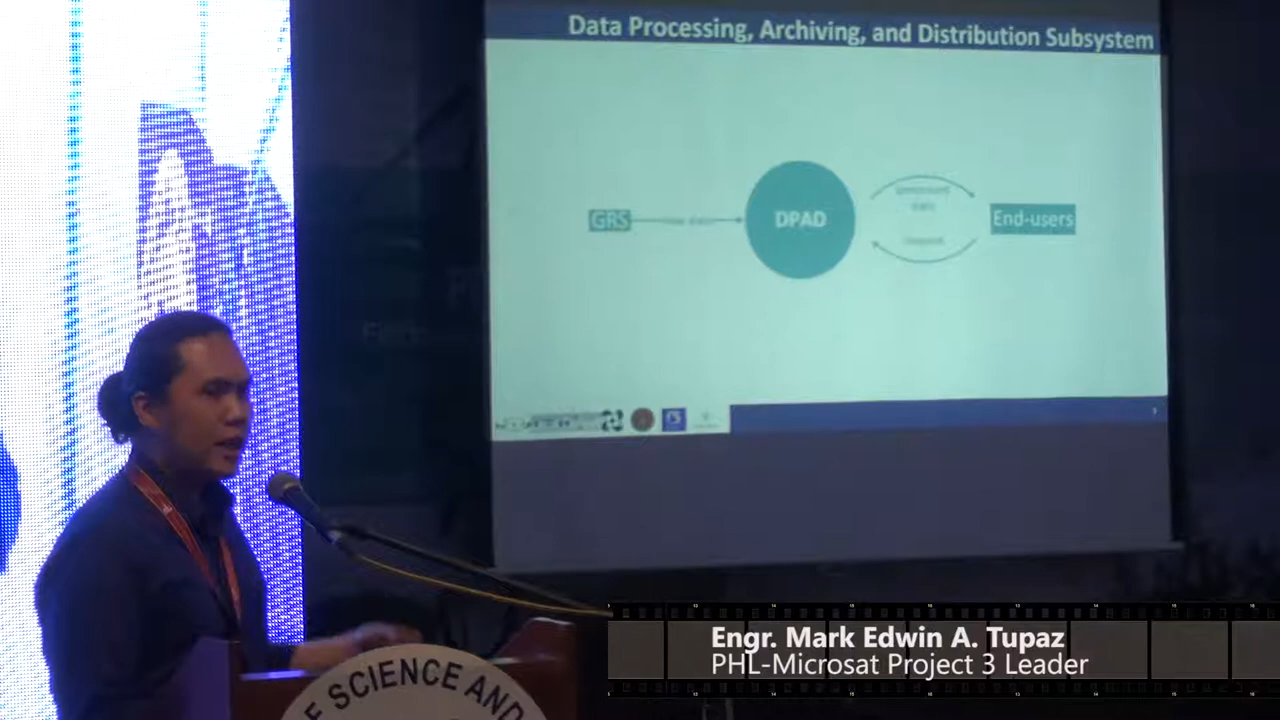 Data Processing, Archiving, and Distribution Subsystem
GRS
DPAD
End-users
Engr. Mark Edwin A. Tupaz
PHL-Microsat Project 3 Leader
SCIENCE AND